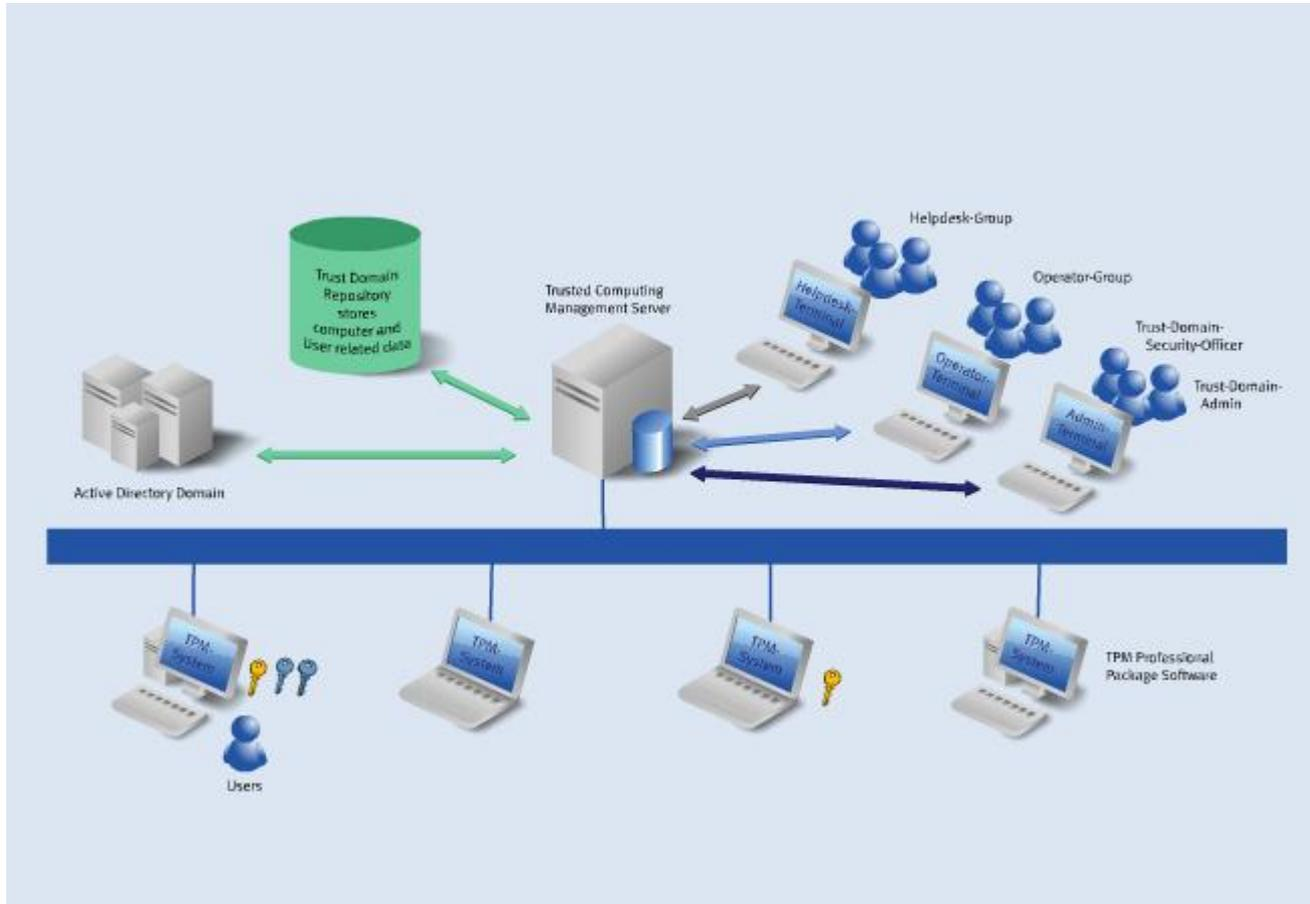 Helpdesk-Group
Helpdesk-
Terminal
Operator-Group
Operator-
Terminal
Trust-Domain-
Security-Officer
Trust-Domain-
Admin
Admin-
Terminal
Trust Domain
Repository
stores
computer and
User related data
Trusted Computing
Management Server
Active Directory Domain
TPM-
System
Users
TPM-
System
TPM-
System
TPM-
System
TPM Professional
Package Software